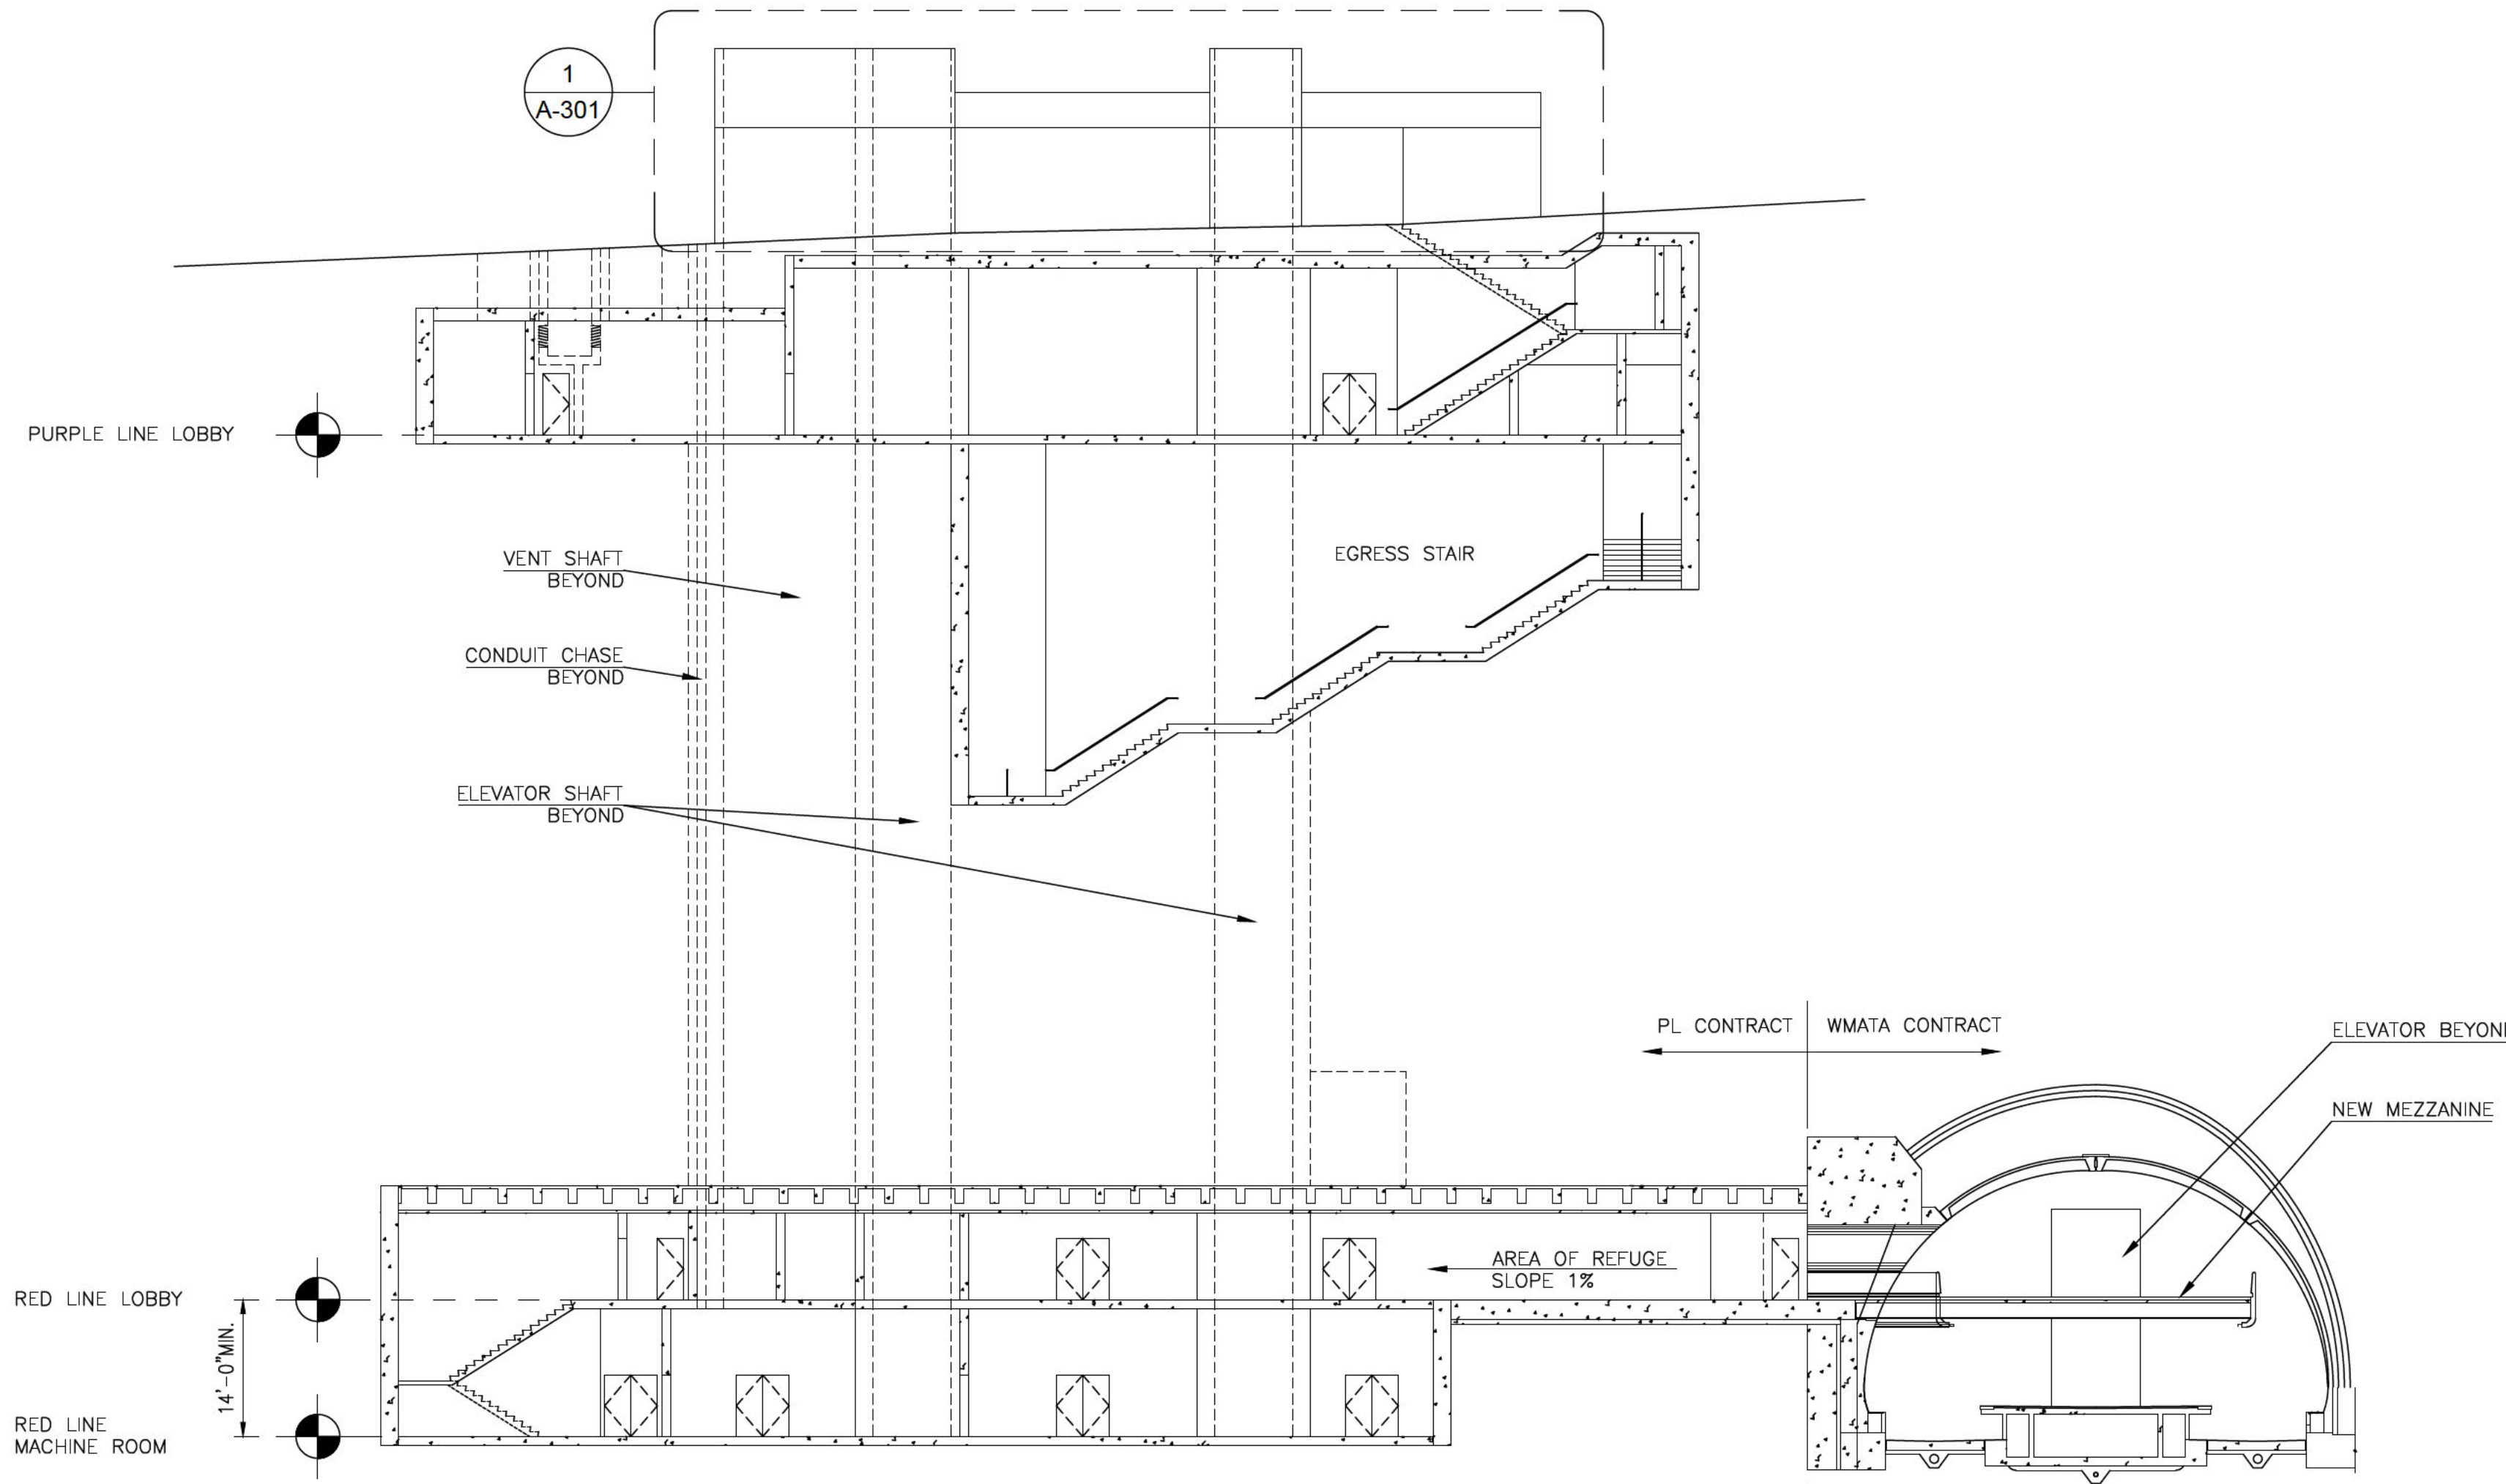 1
A-301
PURPLE LINE LOBBY
VENT SHAFT
BEYOND
EGRESS STAIR
CONDUIT CHASE
BEYOND
ELEVATOR SHAFT
BEYOND
PL CONTRACT
WMATA CONTRACT
ELEVATOR BEYON
NEW MEZZANINE
AREA OF REFUGE
SLOPE 1%
RED LINE LOBBY
14'-0"MIN.
RED LINE
MACHINE ROOM